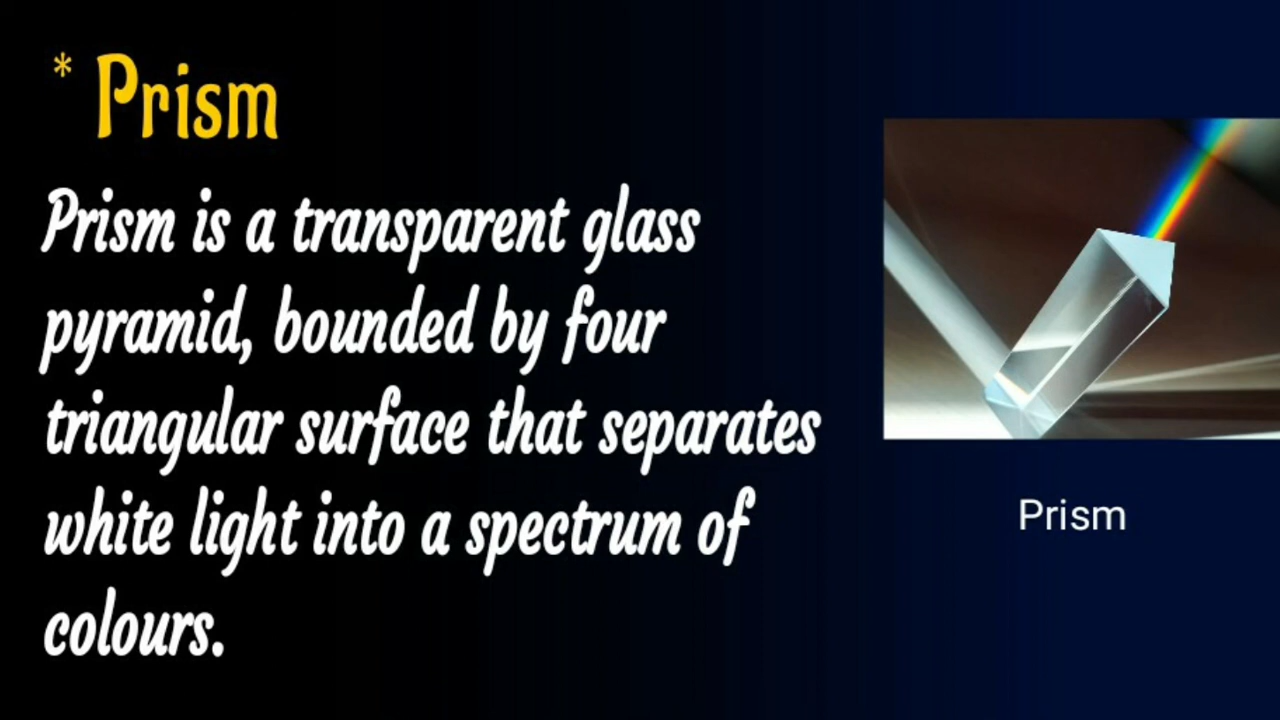 * Prism
Prism is a transparent glass
pyramid, bounded by four
triangular surface that separates
white light into a spectrum of
colours.
Prism